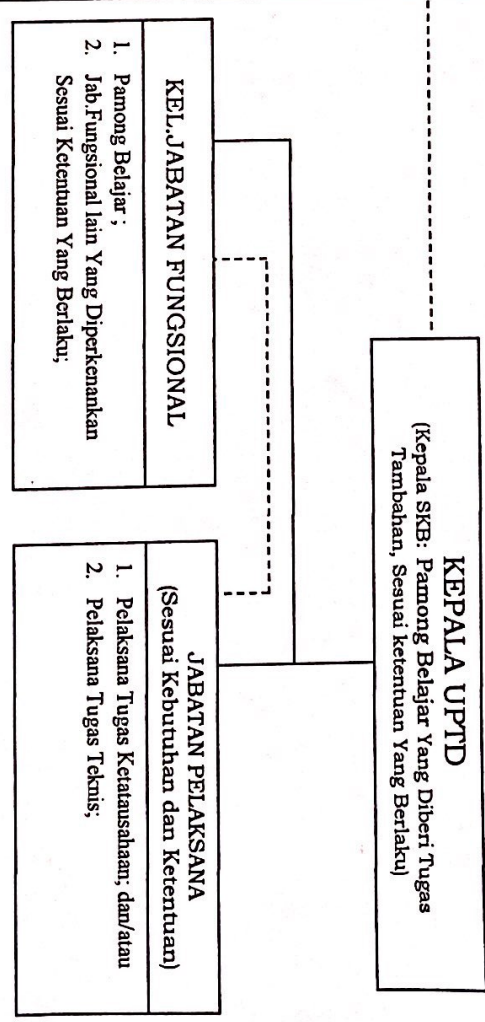 KEPALA UPTD
(Kepala SKB: Pamong Belajar Yang Diberi Tugas
Tambahan, Sesuai ketentuan Yang Berlaku)
KEL.JABATAN FUNGSIONAL
1. Pamong Belajar ;
2. Jab.Fungsional lain Yang Diperkenankan
Sesuai Ketentuan Yang Berlaku;
JABATAN PELAKSANA
(Sesuai Kebutuhan dan Ketentuan)
1. Pelaksana Tugas Ketatausahaan; dan/atau
2. Pelaksana Tugas Teknis;